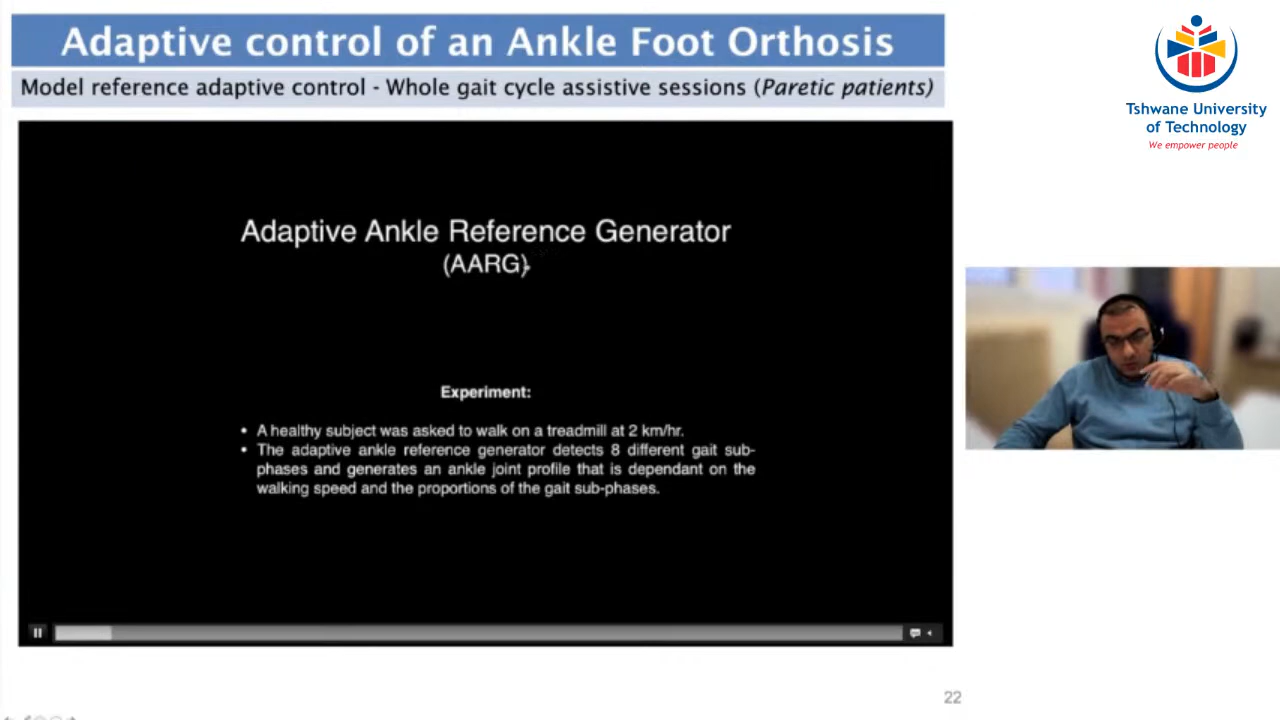 Adaptive control of an Ankle Foot Orthosis
Model reference adaptive control - Whole gait cycle assistive sessions (Paretic patients)
Tshwane University
of Technology
We empower people
Adaptive Ankle Reference Generator
(AARG)
Experiment:
• A healthy subject was asked to walk on a treadmill at 2 km/hr.
• The adaptive ankle reference generator detects 8 different gait sub-
phases and generates an ankle joint profile that is dependant on the
walking speed and the proportions of the gait sub-phases.
22